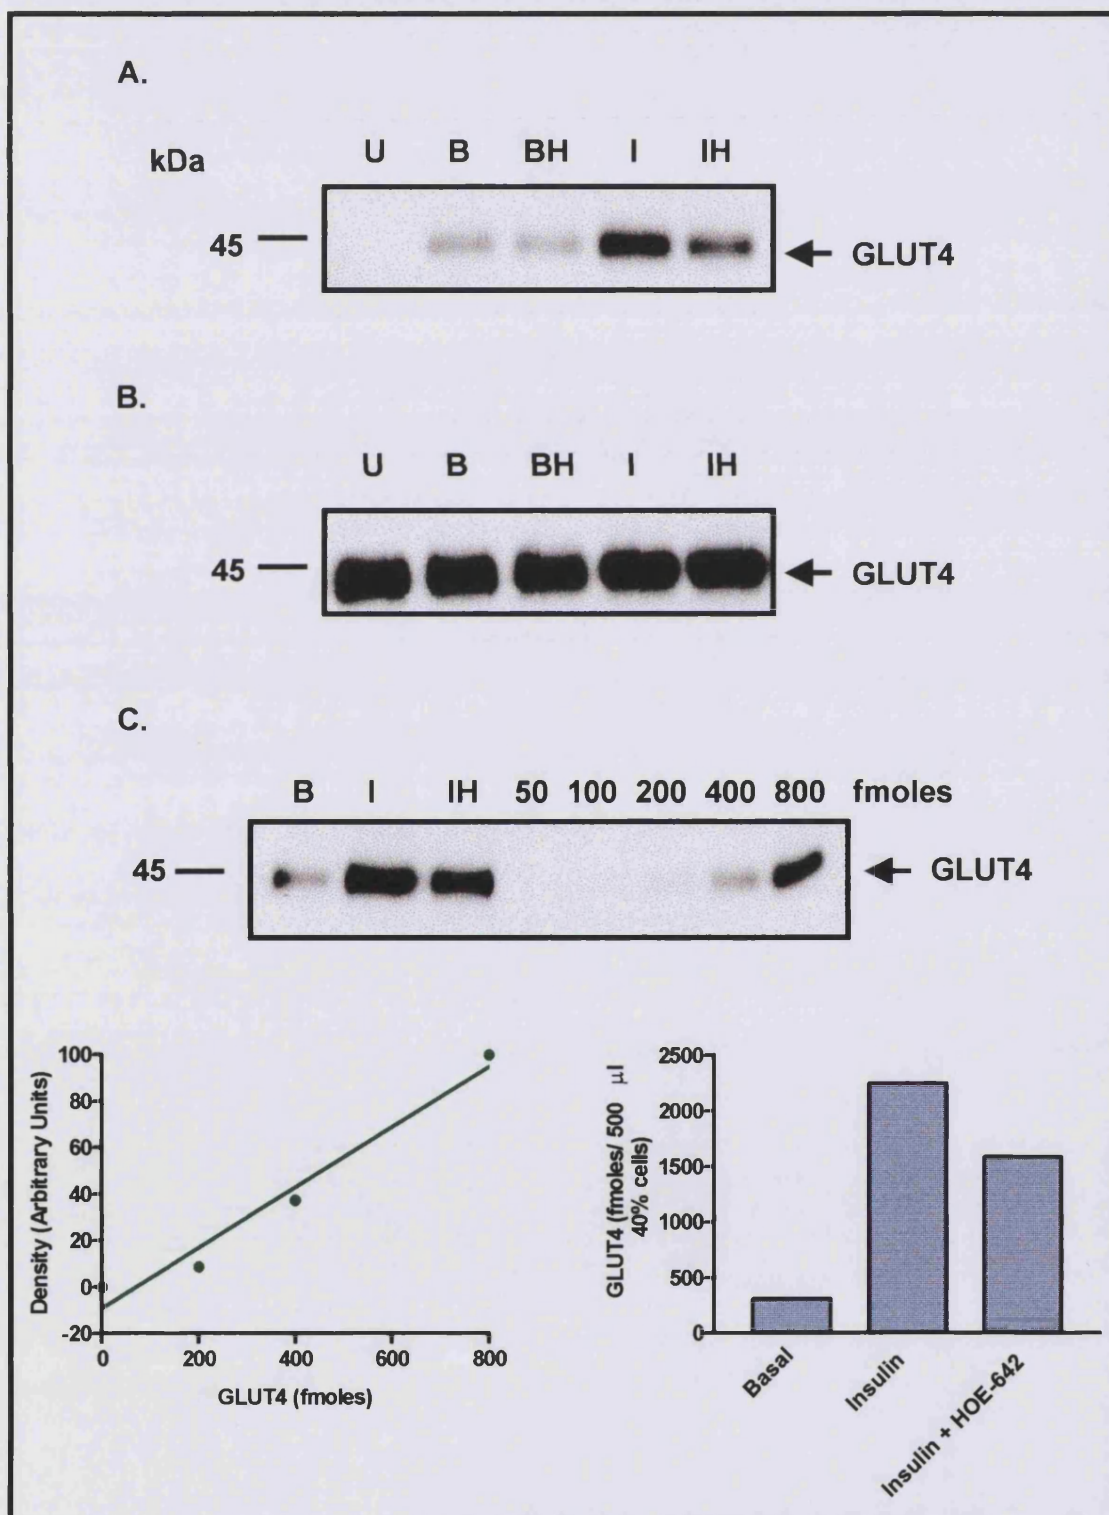 A.
kDa
U B BH I IH
45
GLUT4
B.
U B BH I IH
45
GLUT4
C.
B I IH 50 100 200 400 800 fmoles
45
GLUT4
100
80
60
40
20
0
-20
Density (Arbitrary Units)
0 200 400 600 800
GLUT4 (fmoles)
2500
2000
1500
1000
500
0
GLUT4 (fmoles/ 500 µl
40% cells)
Basal
Insulin
Insulin + HOE-642